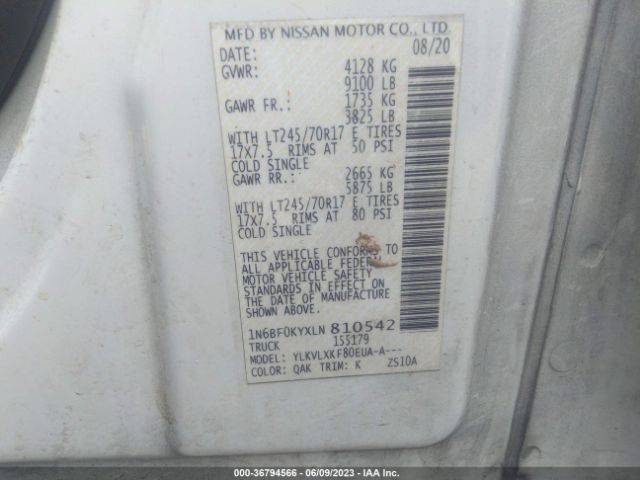 MFD BY NISSAN MOTOR CO., LTD.
DATE: 08/20
GVWR: 4128 KG
9100 LB
GAWR FR.: 1735 KG
3825 LB
WITH LT245/70R17 E TIRES
17X7.5 RIMS AT 50 PSI
COLD SINGLE
GAWR RR.: 2665 KG
5875 LB
WITH LT245/70R17 E TIRES
17X7.5 RIMS AT 80 PSI
COLD SINGLE
THIS VEHICLE CONFORMS TO
ALL APPLICABLE FEDERAL
MOTOR VEHICLE SAFETY
STANDARDS IN EFFECT ON
THE DATE OF MANUFACTURE
SHOWN ABOVE.
1N6BF0KYXLN 810542
TRUCK 155179
MODEL: YLKVLXKF80EUA-A---
COLOR: QAK TRIM: K ZS10A
000-36794566 - 06/09/2023 - IAA Inc.